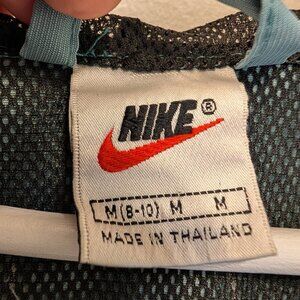 NIKE ®
M (8-10) M M
MADE IN THAILAND